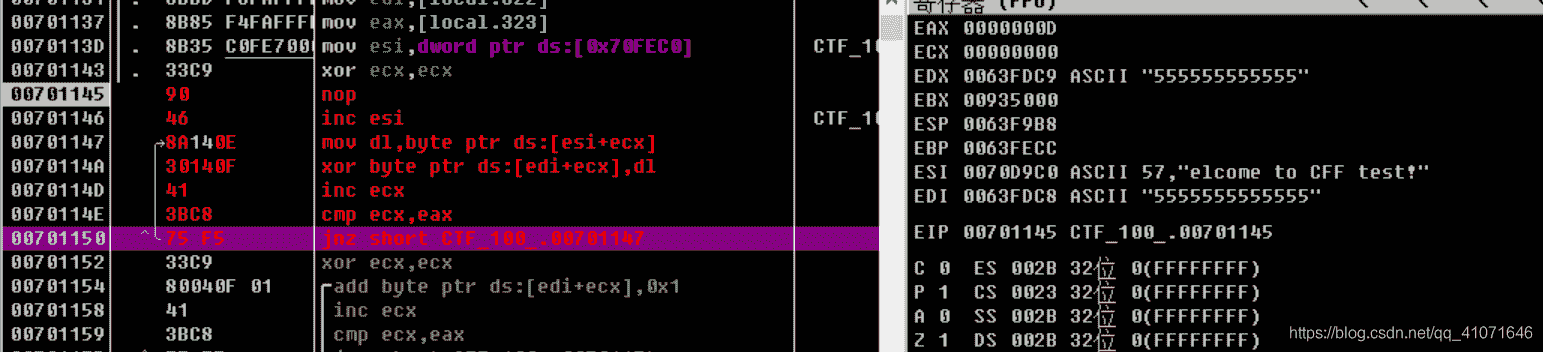 mov eax,[local.323]
00701137 . 8B85 F4FAFFFF mov eax,[local.323]
0070113D . 8B35 C0FE7000 mov esi,dword ptr ds:[0x70FEC0] CTF_10
00701143 . 33C9 xor ecx,ecx
00701145 90 nop
00701146 46 inc esi CTF_10
00701147 8A140E mov dl,byte ptr ds:[esi+ecx]
0070114A 30140F xor byte ptr ds:[edi+ecx],dl
0070114D 41 inc ecx
0070114E 3BC8 cmp ecx,eax
00701150 ^ 75 F5 jnz short CTF_100_.00701147
00701152 33C9 xor ecx,ecx
00701154 80040F 01 add byte ptr ds:[edi+ecx],0x1
00701158 41 inc ecx
00701159 3BC8 cmp ecx,eax
寄存器 (FPU)
EAX 0000000D
ECX 00000000
EDX 0063FDC9 ASCII "5555555555555"
EBX 00935000
ESP 0063F9B8
EBP 0063FECC
ESI 0070D9C0 ASCII 57,"elcome to CFF test!"
EDI 0063FDC8 ASCII "55555555555555"
EIP 00701145 CTF_100_.00701145
C 0 ES 002B 32位 0(FFFFFFFF)
P 1 CS 0023 32位 0(FFFFFFFF)
A 0 SS 002B 32位 0(FFFFFFFF)
Z 1 DS 002B 32位 0(FFFFFFFF)
https://blog.csdn.net/qq_41071646